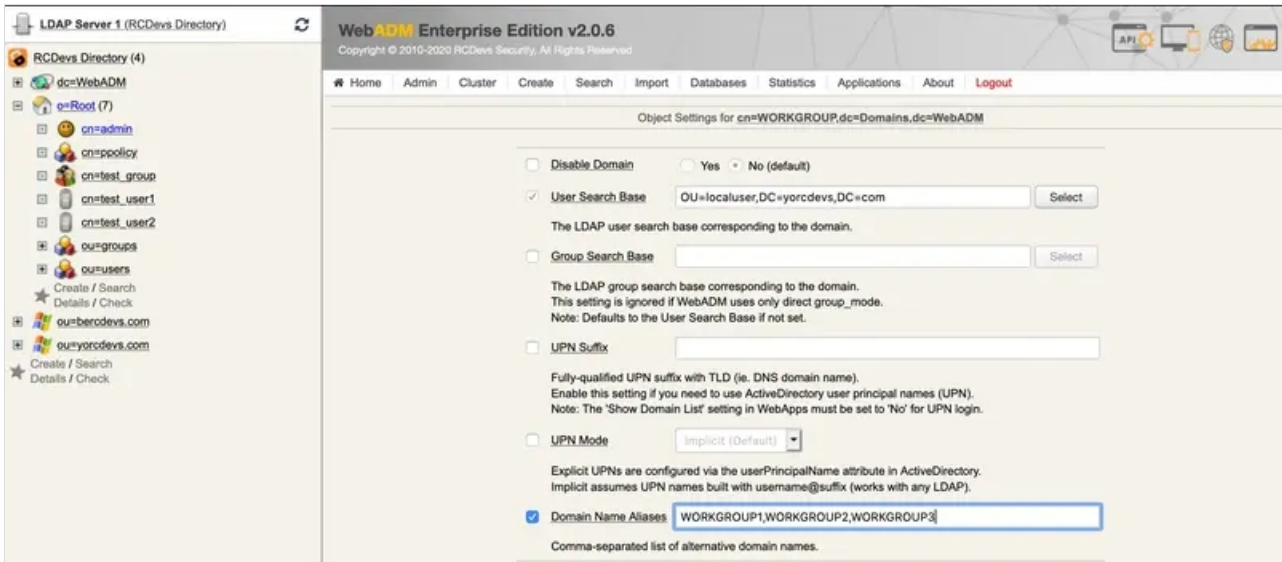 LDAP Server 1 (RCDevs Directory)
RCDevs Directory (4)
dc=WebADM
o=Root (7)
cn=admin
cn=ppolicy
cn=test_group
cn=test_user1
cn=test_user2
ou=groups
ou=users
Create / Search
Details / Check
ou=bercdevs.com
ou=yorcdevs.com
Create / Search
Details / Check
WebADM Enterprise Edition v2.0.6
Copyright © 2010-2020 RCDevs Security, All Rights Reserved
API
Home Admin Cluster Create Search Import Databases Statistics Applications About Logout
Object Settings for cn=WORKGROUP,dc=Domains,dc=WebADM
Disable Domain Yes No (default)
User Search Base OU=localuser,DC=yorcdevs,DC=com Select
The LDAP user search base corresponding to the domain.
Group Search Base Select
The LDAP group search base corresponding to the domain.
This setting is ignored if WebADM uses only direct group_mode.
Note: Defaults to the User Search Base if not set.
UPN Suffix
Fully-qualified UPN suffix with TLD (ie. DNS domain name).
Enable this setting if you need to use ActiveDirectory user principal names (UPN).
Note: The 'Show Domain List' setting in WebApps must be set to 'No' for UPN login.
UPN Mode Implicit (Default)
Explicit UPNs are configured via the userPrincipalName attribute in ActiveDirectory.
Implicit assumes UPN names built with username@suffix (works with any LDAP).
Domain Name Aliases WORKGROUP1,WORKGROUP2,WORKGROUP3
Comma-separated list of alternative domain names.